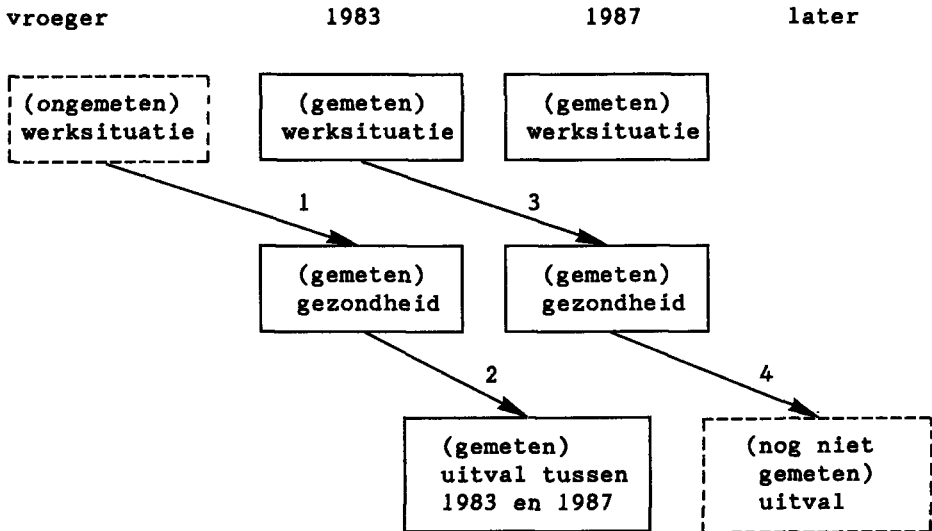 vroeger 1983 1987 later
(ongemeten) (gemeten) (gemeten)
werksituatie werksituatie werksituatie
1 3
(gemeten) (gemeten)
gezondheid gezondheid
2 4
(gemeten) (nog niet
uitval tussen gemeten)
1983 en 1987 uitval